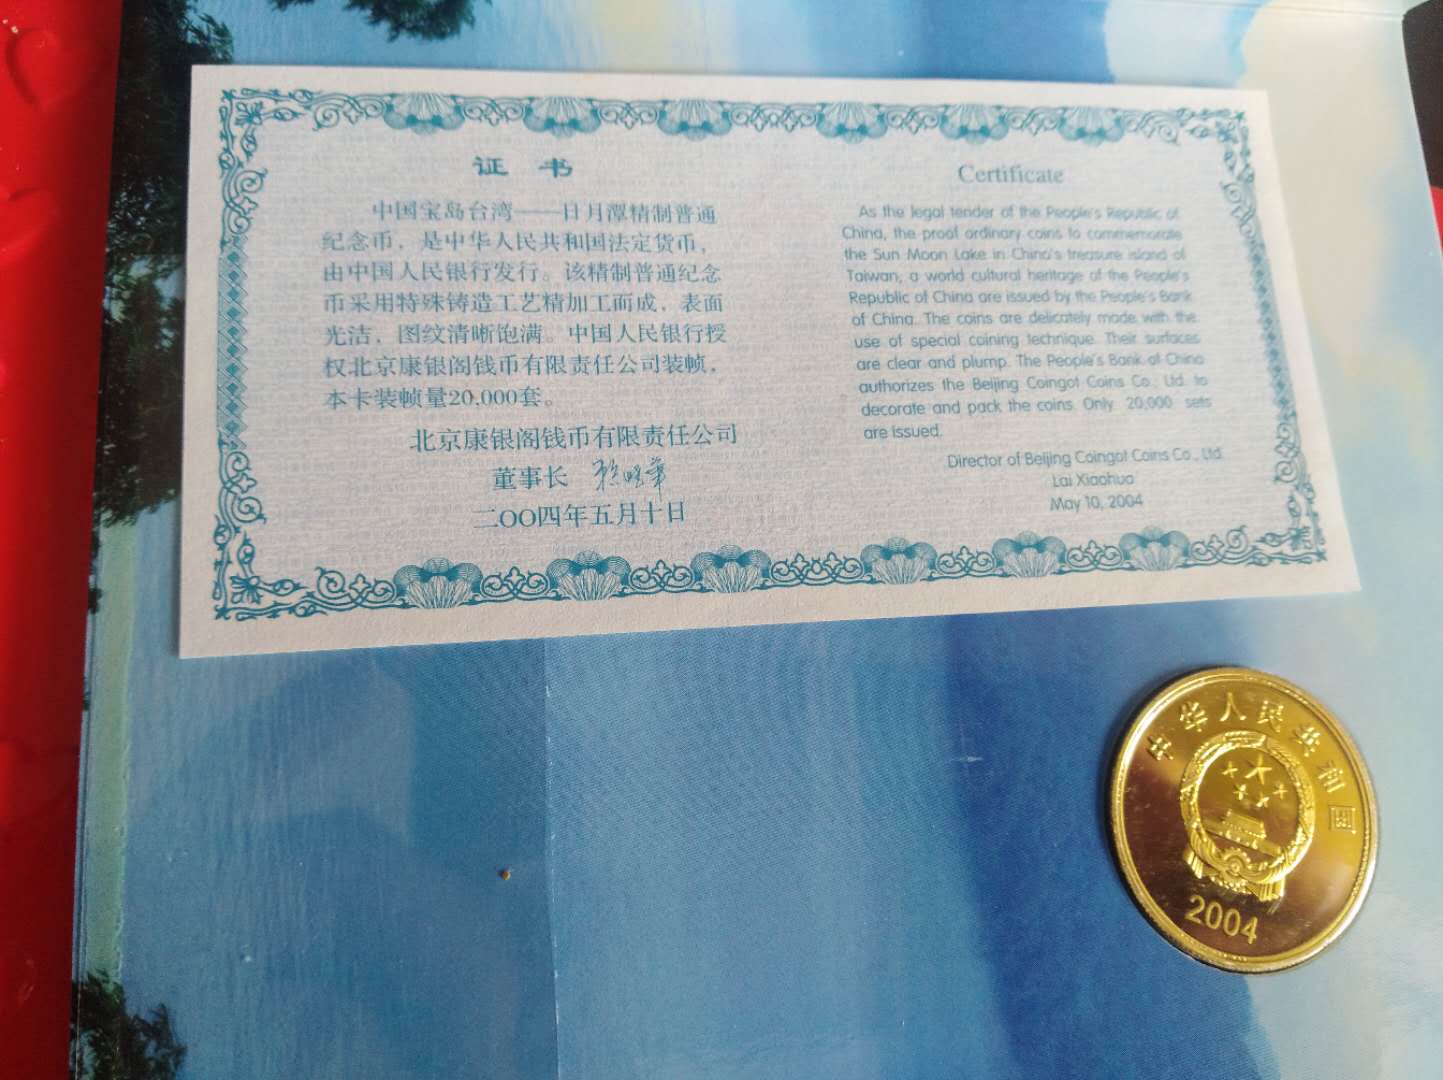 证 书
中国宝岛台湾——日月潭精制普通
纪念币，是中华人民共和国法定货币，
由中国人民银行发行。该精制普通纪念
币采用特殊铸造工艺精加工而成，表面
光洁，图纹清晰饱满。中国人民银行授
权北京康银阁钱币有限责任公司装帧，
本卡装帧量20,000套。
北京康银阁钱币有限责任公司
董事长
二OO四年五月十日
Certificate
As the legal tender of the People's Republic of
China, the proof ordinary coins to commemorate
the Sun Moon Lake in China's treasure island of
Taiwan, a world cultural heritage of the People's
Republic of China are issued by the People's Bank
of China. The coins are delicately made with the
use of special coining technique. Their surfaces
are clear and plump. The People's Bank of China
authorizes the Beijing Coingot Coins Co., Ltd. to
decorate and pack the coins. Only 20,000 sets
are issued.
Director of Beijing Coingot Coins Co., Ltd.
Lai Xiaohua
May 10, 2004
中华人民共和国
2004